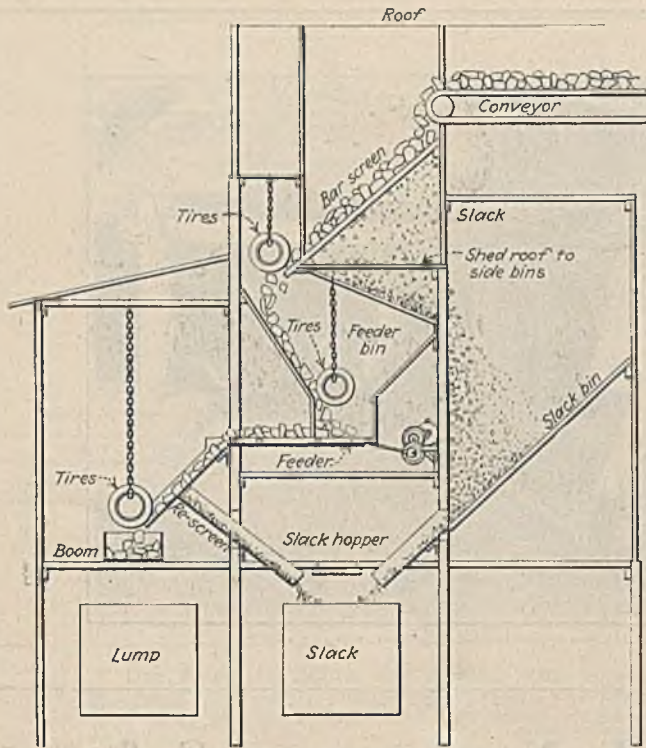 Roof
Conveyor
Bar screen
Tires
Slack
Shed roof to
side bins
Tires
Feeder
bin
Slack bin
Feeder
Tires
Re-screen
Slack hopper
Boom
Lump
Slack